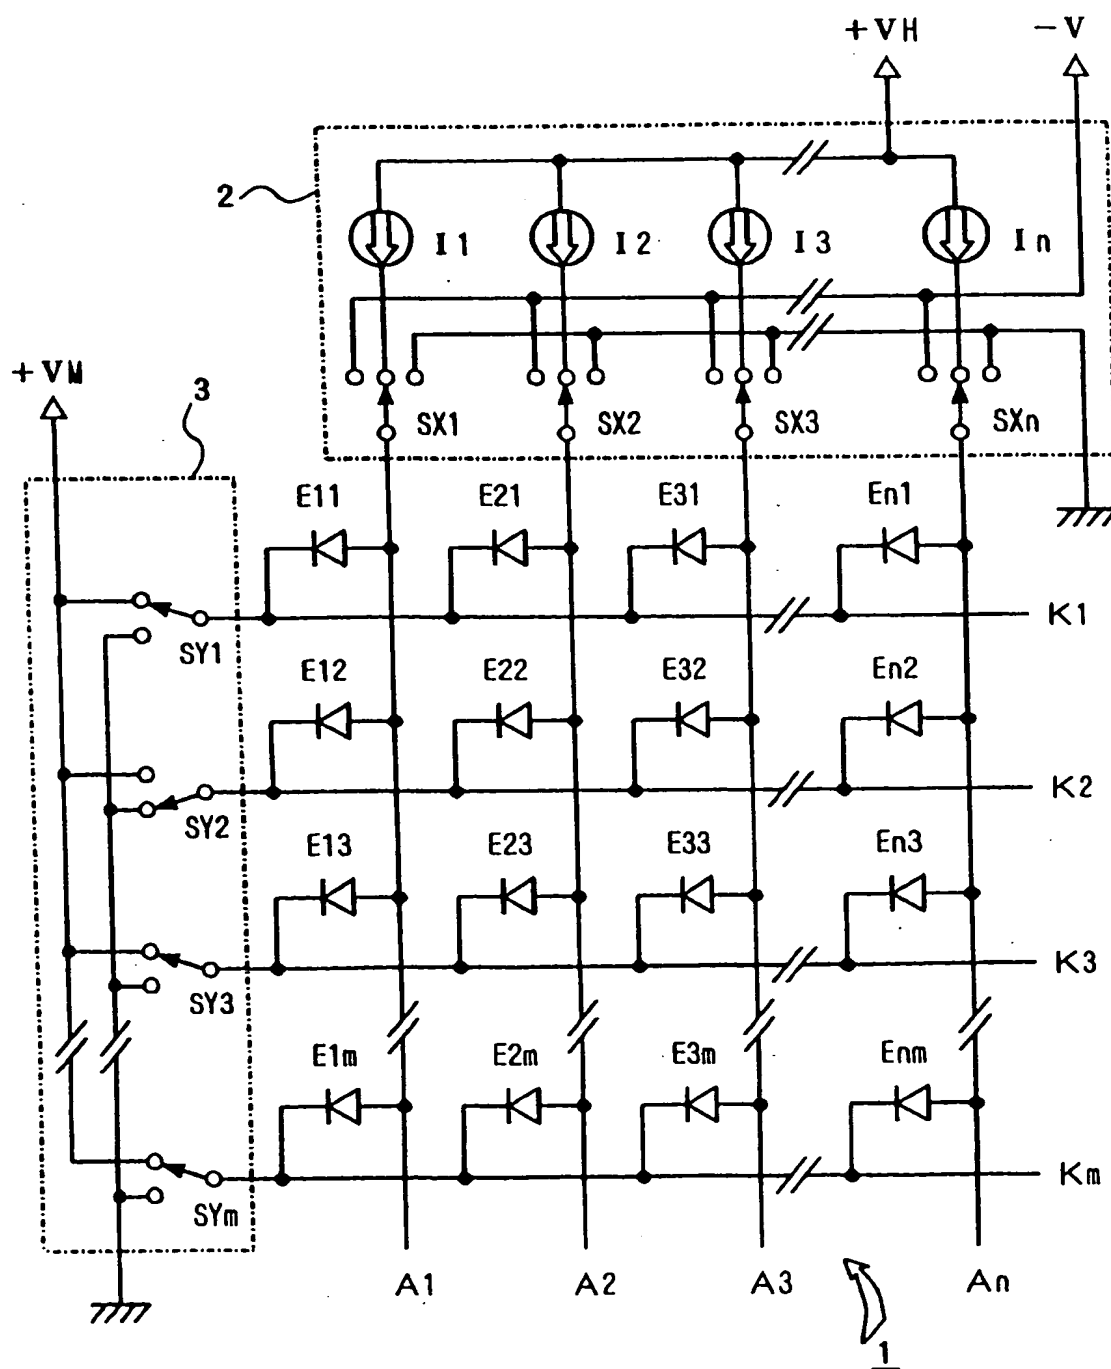 +VH -V
2
I1 I2 I3 In
+VM
3
SX1 SX2 SX3 SXn
E11 E21 E31 En1
K1
SY1
E12 E22 E32 En2
K2
SY2
E13 E23 E33 En3
K3
SY3
E1m E2m E3m Enm
Km
SYm
A1 A2 A3 An
1